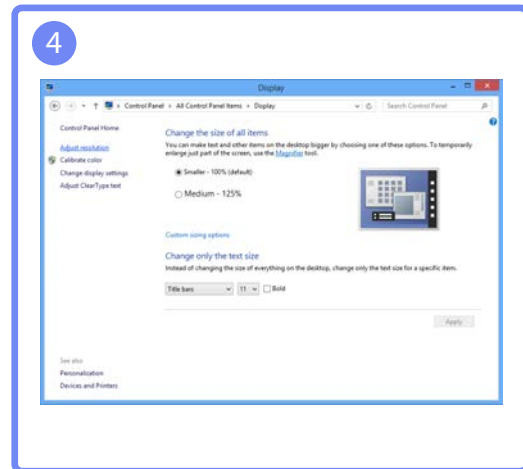 4
Display
Control Panel › All Control Panel Items › Display
Search Control Panel
Control Panel Home
Adjust resolution
Calibrate color
Change display settings
Adjust ClearType text
Change the size of all items
You can make text and other items on the desktop bigger by choosing one of these options. To temporarily
enlarge just part of the screen, use the Magnifier tool.
Smaller - 100% (default)
Medium - 125%
Custom sizing options
Change only the text size
Instead of changing the size of everything on the desktop, change only the text size for a specific item.
Title bars 11 Bold
Apply
See also
Personalization
Devices and Printers